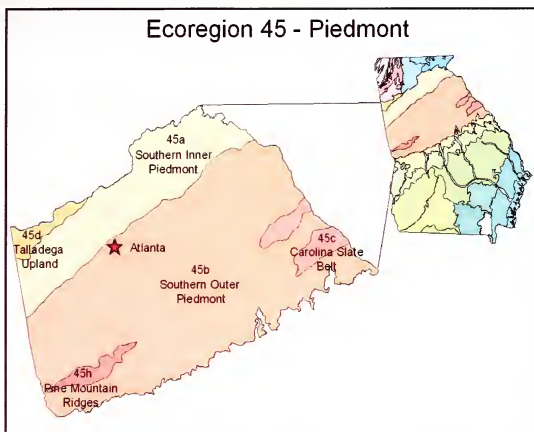 Ecoregion 45 - Piedmont
45a
Southern Inner
Piedmont
45d
Talladega
Upland
Atlanta
45b
Southern Outer
Piedmont
45c
Carolina Slate
Belt
45h
Pine Mountain
Ridges